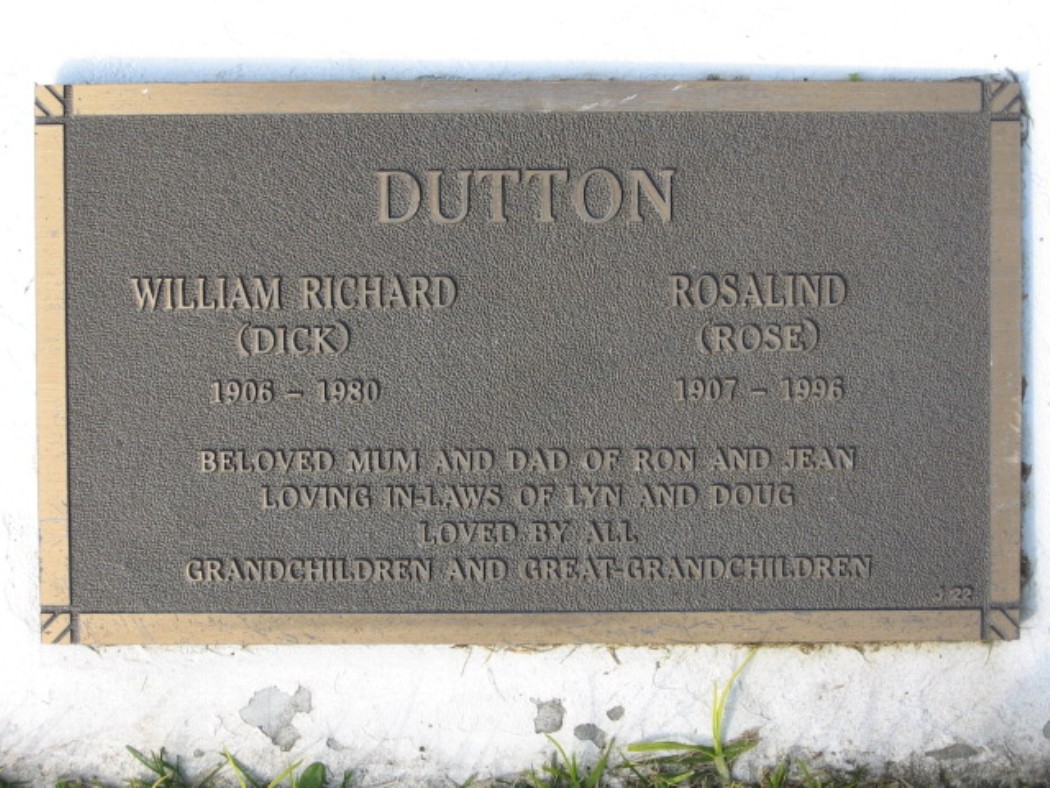 DUTTON
WILLIAM RICHARD ROSALIND
(DICK) (ROSE)
1906 - 1980 1907 - 1996
BELOVED MUM AND DAD OF RON AND JEAN
LOVING IN-LAWS OF LYN AND DOUG
LOVED BY ALL
GRANDCHILDREN AND GREAT-GRANDCHILDREN
J 22